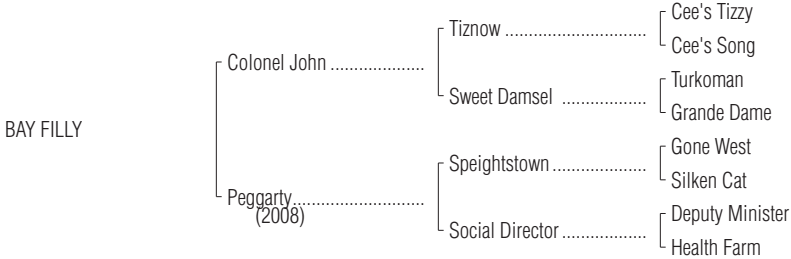 Cee's Tizzy
Tiznow ..............................
Cee's Song
Colonel John ....................
Turkoman
Sweet Damsel ..................
Grande Dame
BAY FILLY
Gone West
Speightstown ....................
Silken Cat
Peggarty............................
(2008)
Deputy Minister
Social Director ..................
Health Farm